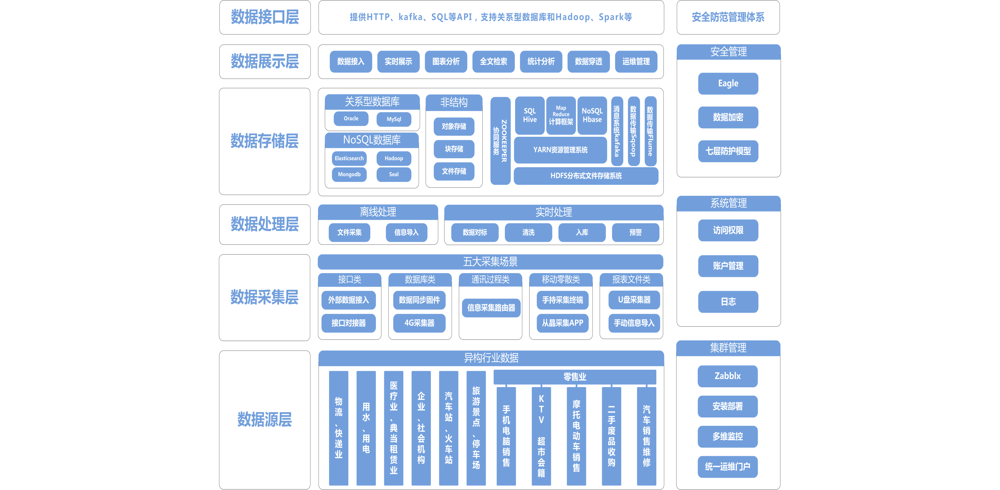 数据接口层
提供HTTP、kafka、SQL等API，支持关系型数据库和Hadoop、Spark等
数据展示层
数据接入
实时展示
图表分析
全文检索
统计分析
数据穿透
运维管理
数据存储层
关系型数据库
Oracle
MySql
NoSQL数据库
Elasticsearch
Hadoop
Mongodb
Seal
非结构
对象存储
块存储
文件存储
ZOOKEEPER
协同服务
SQL
Hive
Map
Reduce
计算框架
NoSQL
Hbase
消息系统kafaka
数据传输Sqoop
数据传输Flume
YARN资源管理系统
HDFS分布式文件存储系统
数据处理层
离线处理
文件采集
信息导入
实时处理
数据对标
清洗
入库
预警
数据采集层
五大采集场景
接口类
外部数据接入
接口对接器
数据库类
数据同步固件
4G采集器
通讯过程类
信息采集路由器
移动零散类
手持采集终端
从晶采集APP
报表文件类
U盘采集器
手动信息导入
数据源层
异构行业数据
物流、快递业
用水、用电
医疗业、典当租赁业
企业、社会机构
汽车站、火车站
旅游景点、停车场
零售业
手机电脑销售
KTV 超市会籍
摩托电动车销售
二手废品收购
汽车销售维修
安全防范管理体系
安全管理
Eagle
数据加密
七层防护模型
系统管理
访问权限
账户管理
日志
集群管理
Zabblx
安装部署
多维监控
统一运维门户